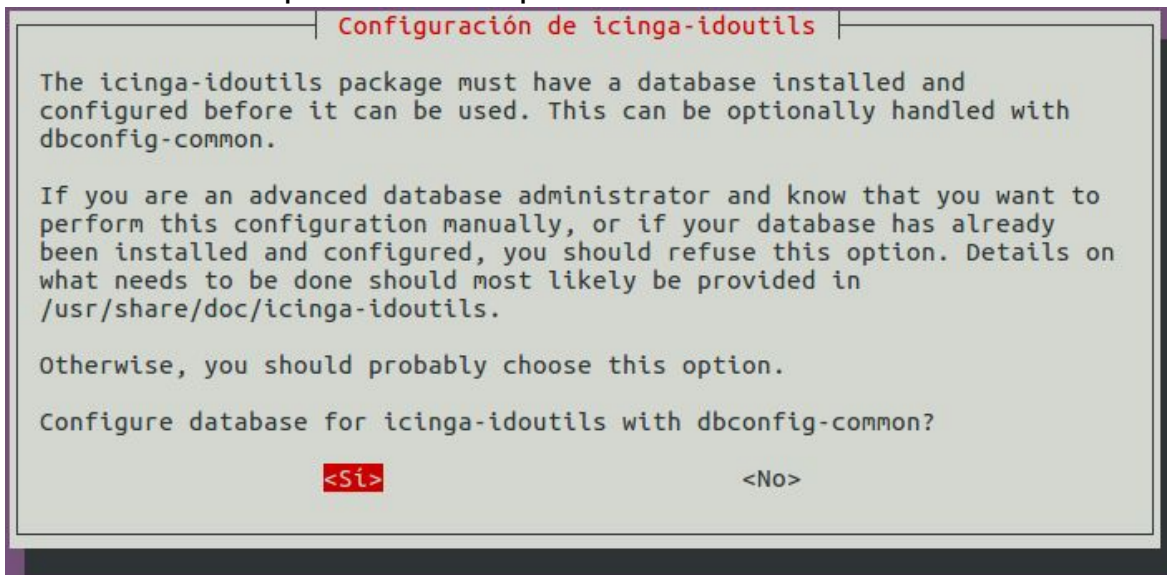 Configuración de icinga-idoutils
The icinga-idoutils package must have a database installed and
configured before it can be used. This can be optionally handled with
dbconfig-common.
If you are an advanced database administrator and know that you want to
perform this configuration manually, or if your database has already
been installed and configured, you should refuse this option. Details on
what needs to be done should most likely be provided in
/usr/share/doc/icinga-idoutils.
Otherwise, you should probably choose this option.
Configure database for icinga-idoutils with dbconfig-common?
<Sí> <No>